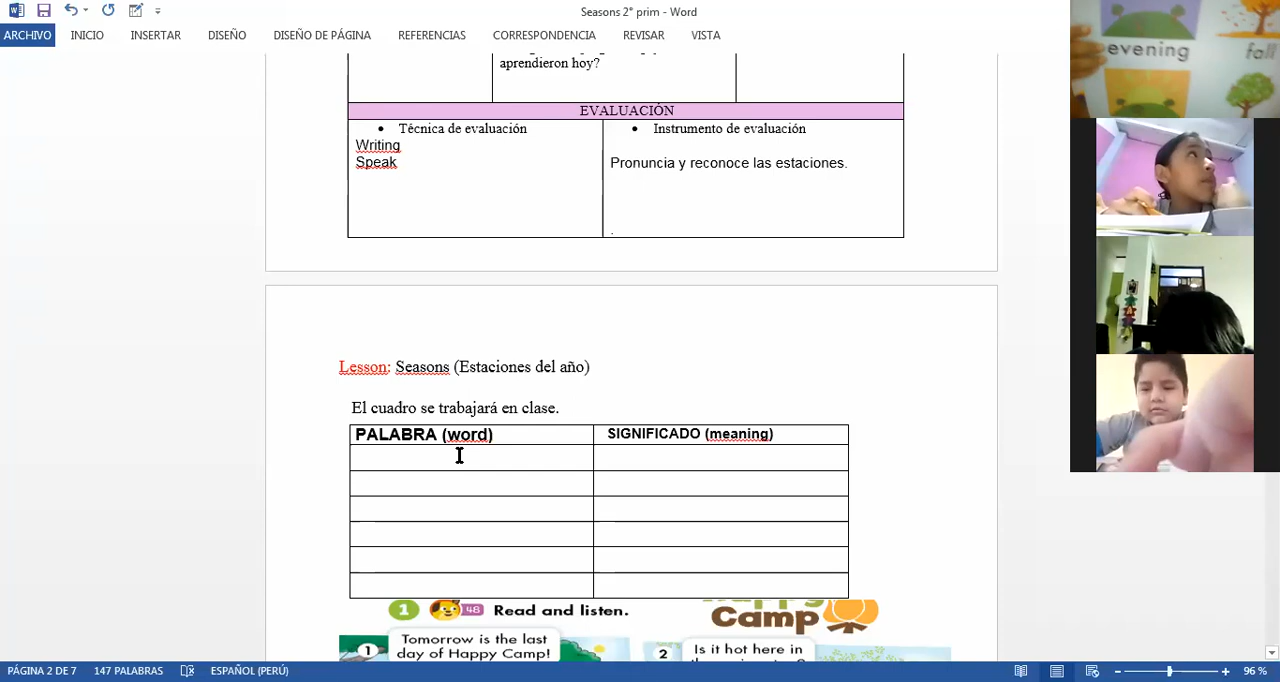 Seasons 2° prim - Word
ARCHIVO INICIO INSERTAR DISEÑO DISEÑO DE PÁGINA REFERENCIAS CORRESPONDENCIA REVISAR VISTA
aprendieron hoy?
EVALUACIÓN
• Técnica de evaluación
Writing
Speak
• Instrumento de evaluación
Pronuncia y reconoce las estaciones.
.
Lesson: Seasons (Estaciones del año)
El cuadro se trabajará en clase.
PALABRA (word) SIGNIFICADO (meaning)
1 48 Read and listen.
Camp
1 Tomorrow is the last
day of Happy Camp!
2 Is it hot here in
evening fall
PÁGINA 2 DE 7 147 PALABRAS ESPAÑOL (PERÚ) 96 %